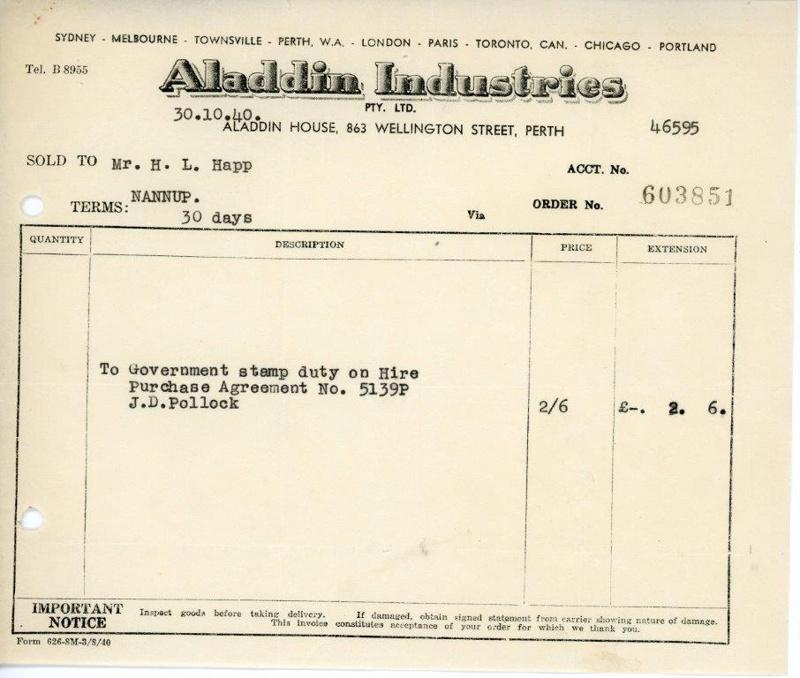 SYDNEY - MELBOURNE - TOWNSVILLE - PERTH, W.A. - LONDON - PARIS - TORONTO, CAN. - CHICAGO - PORTLAND
Tel. B 8955
Aladdin Industries
PTY. LTD.
30.10.40.
ALADDIN HOUSE, 863 WELLINGTON STREET, PERTH
46595
SOLD TO Mr. H. L. Happ
ACCT. No.
NANNUP.
ORDER No. 603851
TERMS: 30 days Via
QUANTITY DESCRIPTION PRICE EXTENSION
To Government stamp duty on Hire
Purchase Agreement No. 5139P
J.D.Pollock 2/6 £-. 2. 6.
IMPORTANT NOTICE
Inspect goods before taking delivery. If damaged, obtain signed statement from carrier showing nature of damage.
This invoice constitutes acceptance of your order for which we thank you.
Form 626-8M-3/8/40